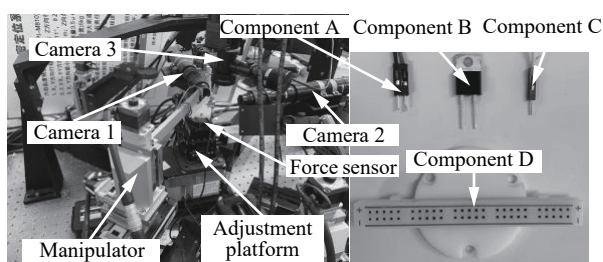 Component A
Component B
Component C
Camera 3
Camera 1
Camera 2
Force sensor
Component D
Adjustment
platform
Manipulator